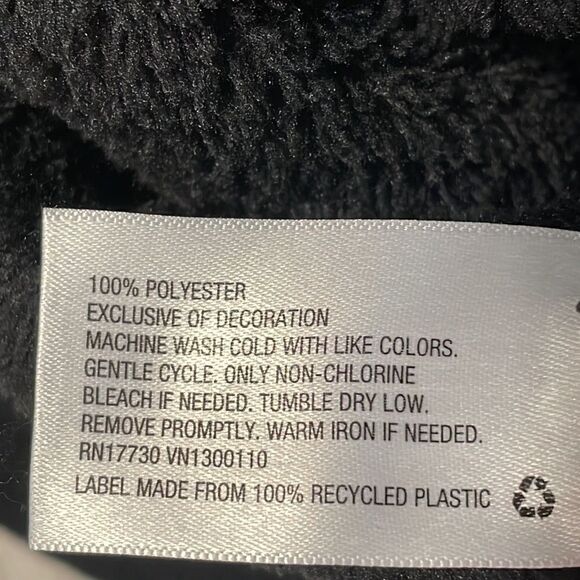 100% POLYESTER
EXCLUSIVE OF DECORATION
MACHINE WASH COLD WITH LIKE COLORS.
GENTLE CYCLE. ONLY NON-CHLORINE
BLEACH IF NEEDED. TUMBLE DRY LOW.
REMOVE PROMPTLY. WARM IRON IF NEEDED.
RN17730 VN1300110
LABEL MADE FROM 100% RECYCLED PLASTIC